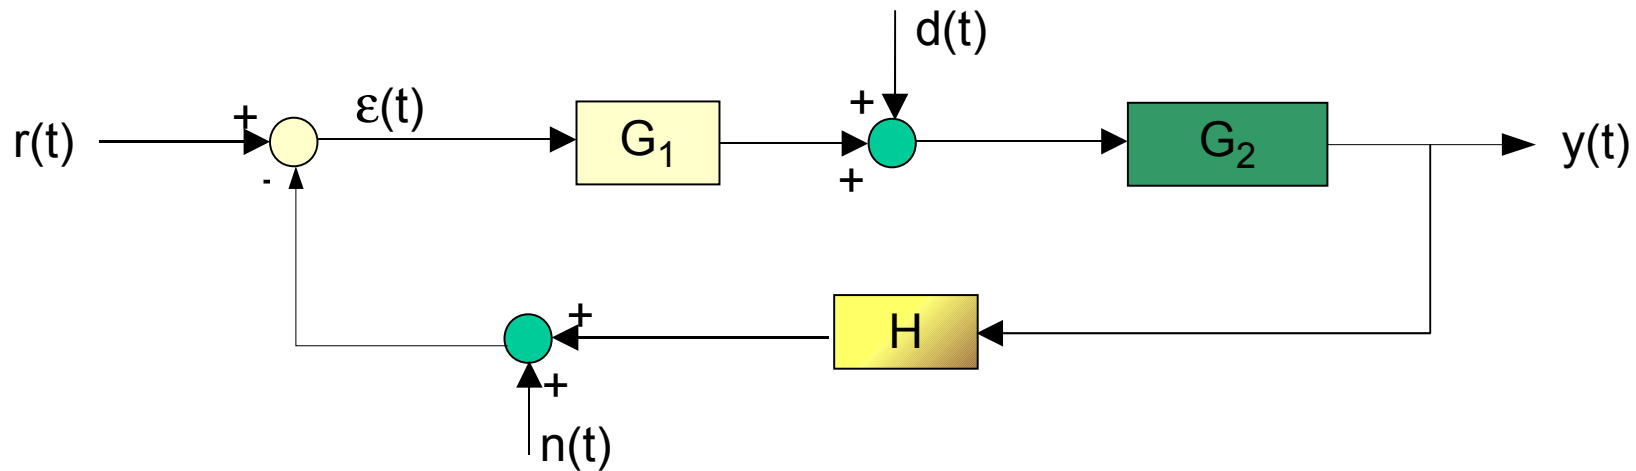 d(t)
+
ε(t)
+
r(t)
G₁
G₂
y(t)
-
+
+
H
+
n(t)